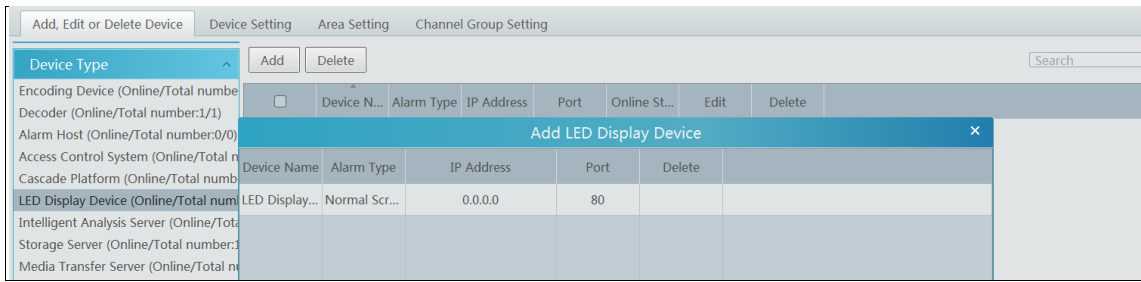 Add, Edit or Delete Device Device Setting Area Setting Channel Group Setting
Device Type
Add Delete
Search
Encoding Device (Online/Total numbe
Decoder (Online/Total number:1/1)
Alarm Host (Online/Total number:0/0)
Access Control System (Online/Total n
Cascade Platform (Online/Total numb
LED Display Device (Online/Total num
Intelligent Analysis Server (Online/Tota
Storage Server (Online/Total number:1
Media Transfer Server (Online/Total n
Device N... Alarm Type IP Address Port Online St... Edit Delete
Add LED Display Device ×
Device Name Alarm Type IP Address Port Delete
LED Display... Normal Scr... 0.0.0.0 80